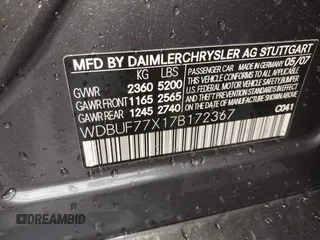 MFD BY DAIMLERCHRYSLER AG STUTTGART
KG LBS PASSENGER CAR MADE IN GERMANY 05/07
GVWR 2360 5200
GAWR FRONT 1165 2565
GAWR REAR 1245 2740
THIS VEHICLE CONFORMS TO ALL APPLICABLE U.S. FEDERAL MOTOR VEHICLE SAFETY/BUMPER AND THEFT PREVENTION STANDARDS IN EFFECT ON THE DATE OF MANUFACTURE SHOWN ABOVE
WDBUF77X17B172367 C041
DREAMBID